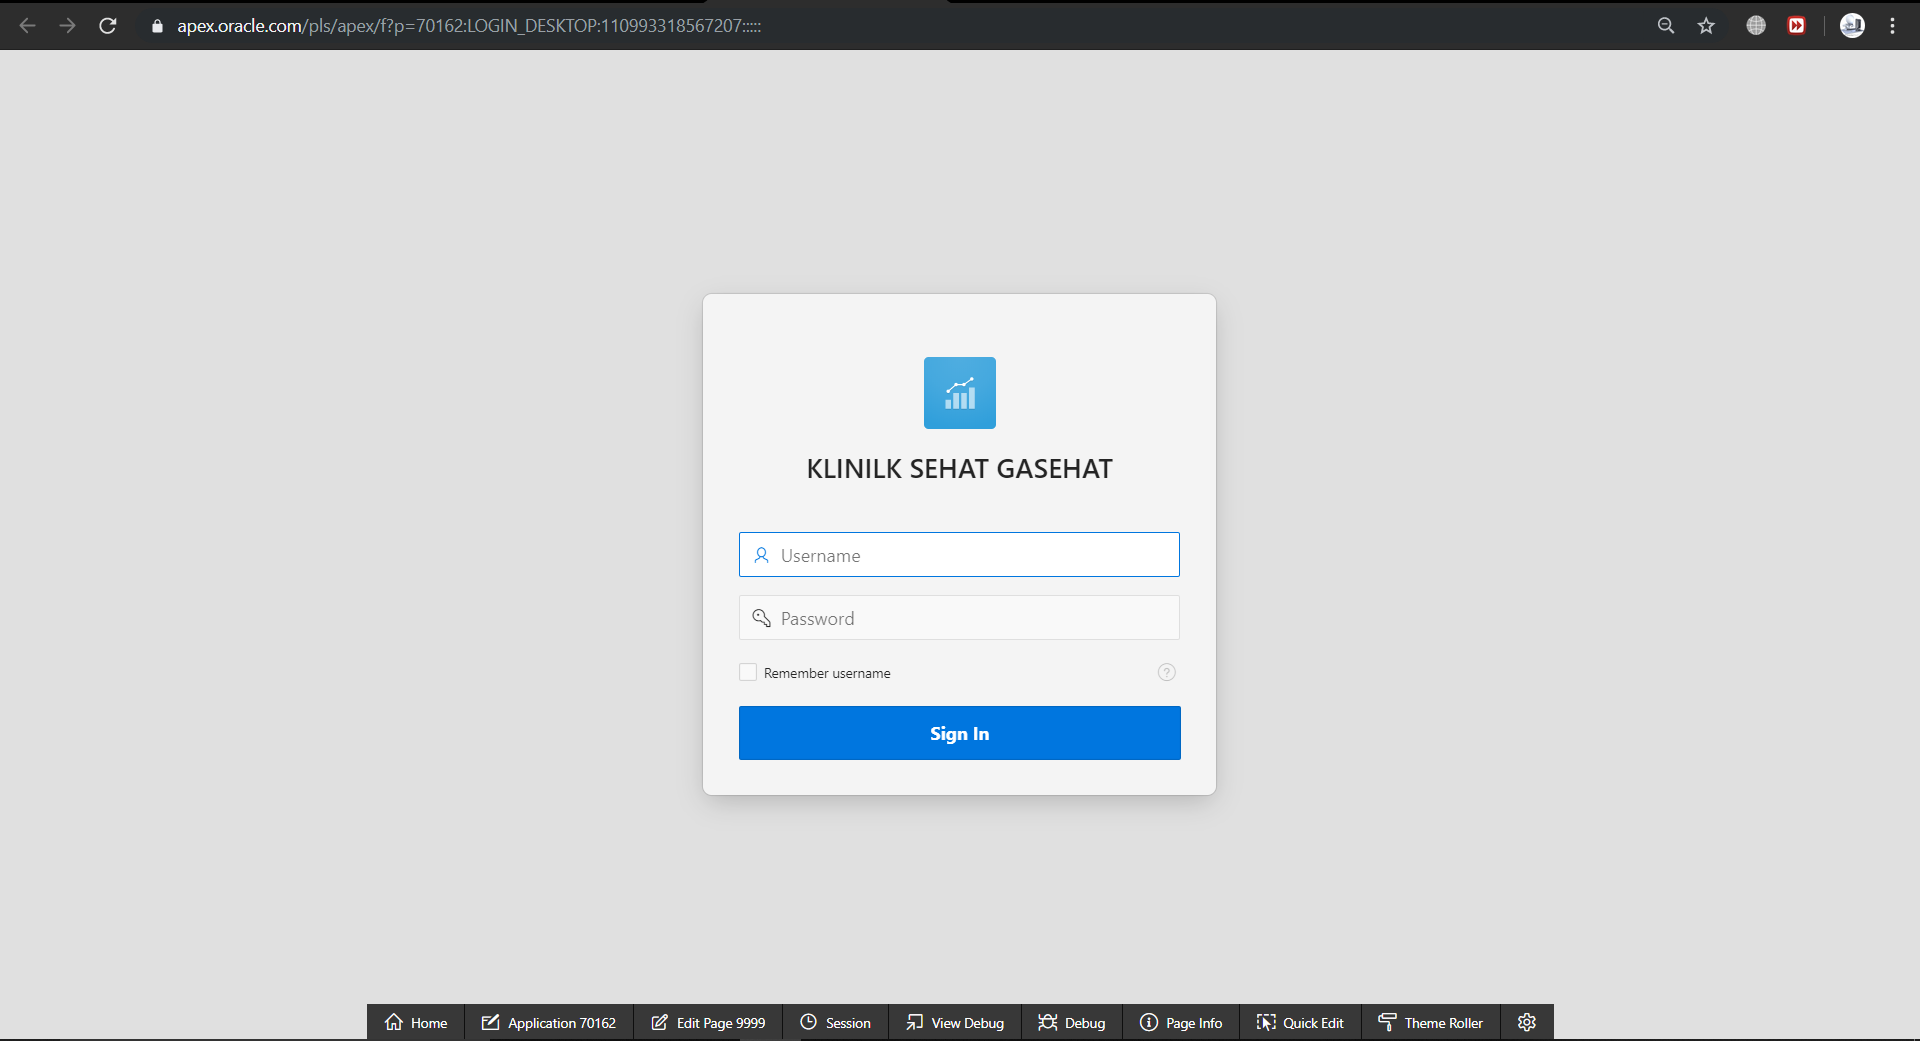 apex.oracle.com/pls/apex/f?p=70162:LOGIN_DESKTOP:110993318567207:::::
KLINILK SEHAT GASEHAT
Username
Password
Remember username
?
Sign In
Home Application 70162 Edit Page 9999 Session View Debug Debug Page Info Quick Edit Theme Roller